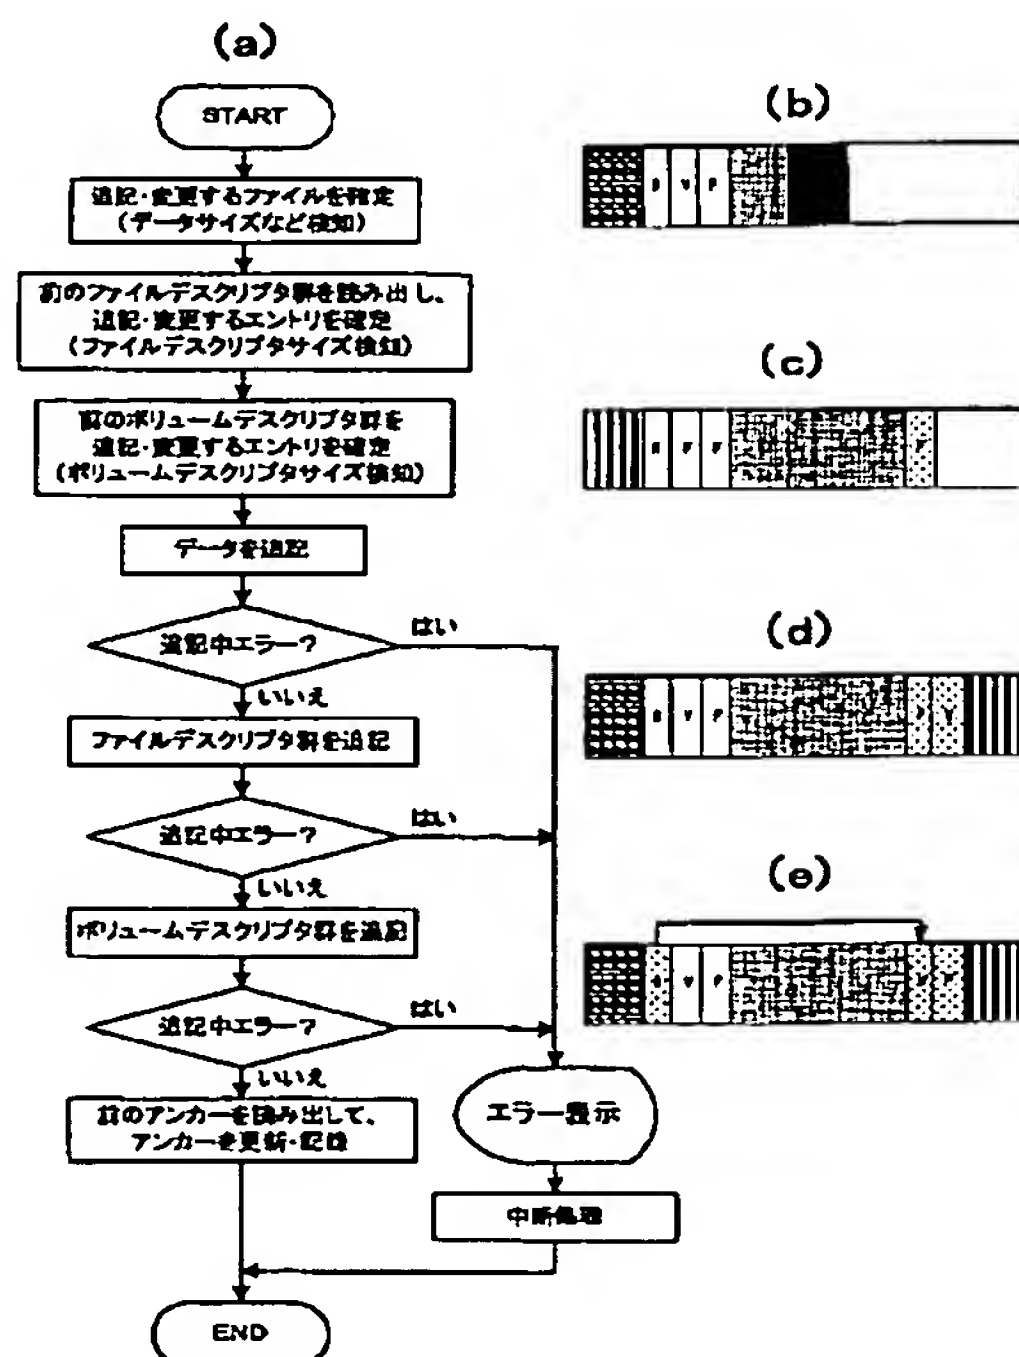 (a)
START
追記・変更するファイルを確定
(データサイズなど検知)
前のファイルデスクリプタ群を読み出し、
追記・変更するエントリを確定
(ファイルデスクリプタサイズ検知)
前のボリュームデスクリプタ群を
追記・変更するエントリを確定
(ボリュームデスクリプタサイズ検知)
データを追記
追記中エラー?
はい
いいえ
ファイルデスクリプタ群を追記
追記中エラー?
はい
いいえ
ボリュームデスクリプタ群を追記
追記中エラー?
はい
いいえ
前のアンカーを読み出して、
アンカーを更新・記録
エラー表示
中断処理
END
(b)
(c)
(d)
(e)